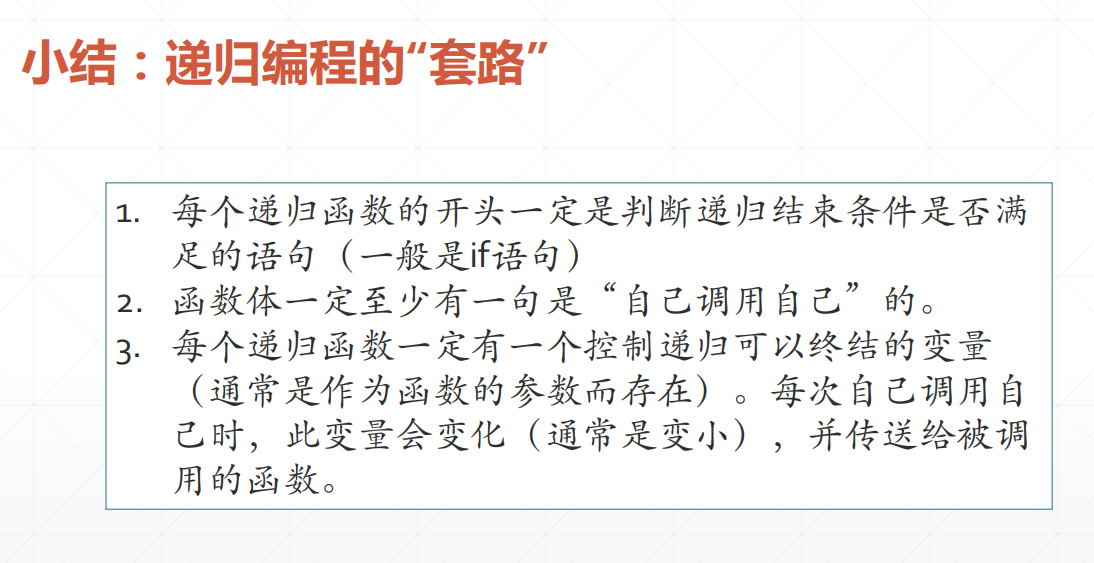 小结：递归编程的“套路”
1. 每个递归函数的开头一定是判断递归结束条件是否满
足的语句（一般是if语句）
2. 函数体一定至少有一句是“自己调用自己”的。
3. 每个递归函数一定有一个控制递归可以终结的变量
（通常是作为函数的参数而存在）。每次自己调用自
己时，此变量会变化（通常是变小），并传送给被调
用的函数。